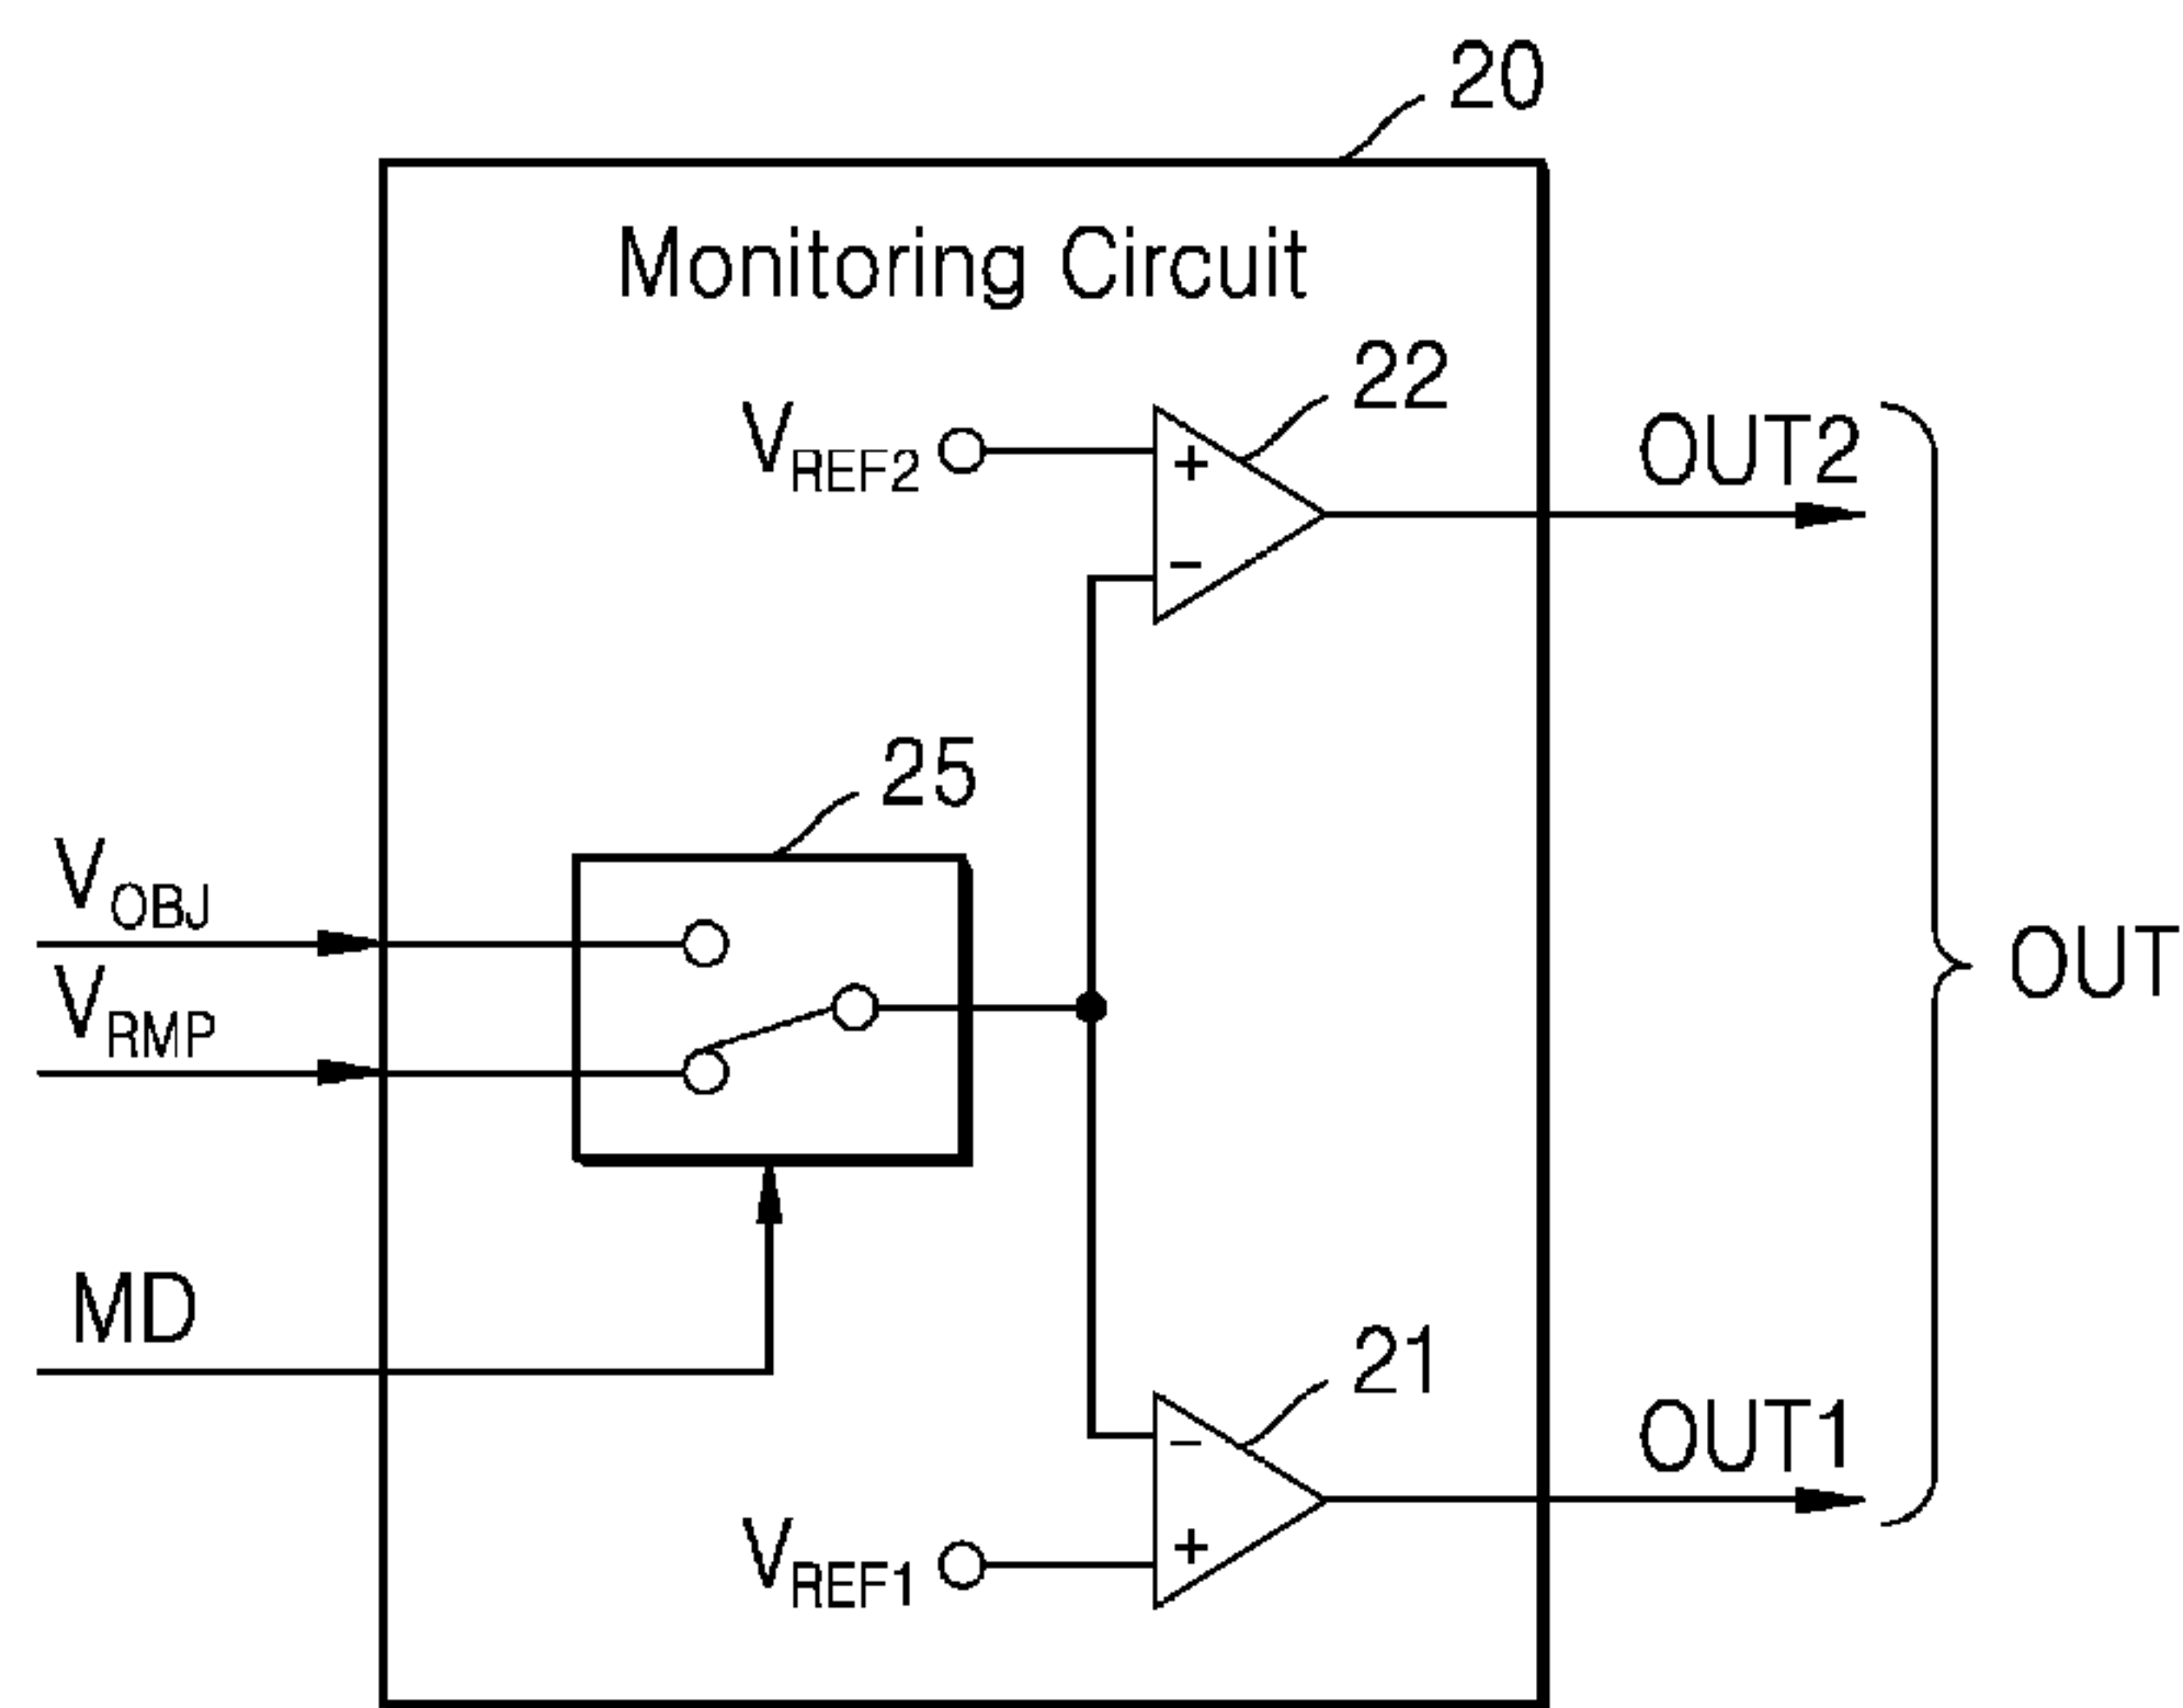 20
Monitoring Circuit
22
VREF2
+
−
OUT2
25
VOBJ
VRMP
OUT
MD
21
−
+
OUT1
VREF1